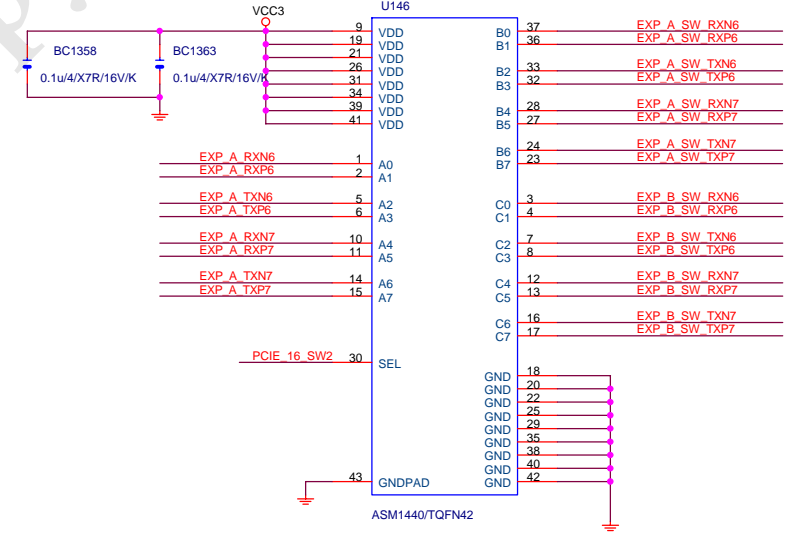 VCC3
U146
BC1358
0.1u/4/X7R/16V/K
BC1363
0.1u/4/X7R/16V/K
9 VDD
19 VDD
21 VDD
26 VDD
31 VDD
34 VDD
39 VDD
41 VDD
EXP_A_RXN6 1 A0
EXP_A_RXP6 2 A1
EXP_A_TXN6 5 A2
EXP_A_TXP6 6 A3
EXP_A_RXN7 10 A4
EXP_A_RXP7 11 A5
EXP_A_TXN7 14 A6
EXP_A_TXP7 15 A7
PCIE_16_SW2 30 SEL
43 GNDPAD
B0 37 EXP_A_SW_RXN6
B1 36 EXP_A_SW_RXP6
B2 33 EXP_A_SW_TXN6
B3 32 EXP_A_SW_TXP6
B4 28 EXP_A_SW_RXN7
B5 27 EXP_A_SW_RXP7
B6 24 EXP_A_SW_TXN7
B7 23 EXP_A_SW_TXP7
C0 3 EXP_B_SW_RXN6
C1 4 EXP_B_SW_RXP6
C2 7 EXP_B_SW_TXN6
C3 8 EXP_B_SW_TXP6
C4 12 EXP_B_SW_RXN7
C5 13 EXP_B_SW_RXP7
C6 16 EXP_B_SW_TXN7
C7 17 EXP_B_SW_TXP7
GND 18
GND 20
GND 22
GND 25
GND 29
GND 35
GND 38
GND 40
GND 42
ASM1440/TQFN42